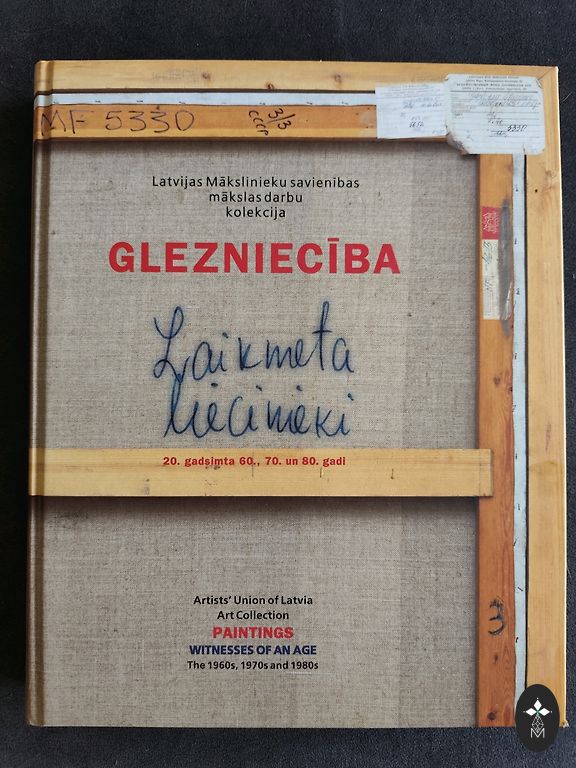 MF 5330
3/3
CCCP
5330
Latvijas Mākslinieku savienības
mākslas darbu
kolekcija
GLEZNIECĪBA
Laikmeta
liecinieki
20. gadsimta 60., 70. un 80. gadi
Artists' Union of Latvia
Art Collection
PAINTINGS
WITNESSES OF AN AGE
The 1960s, 1970s and 1980s
M